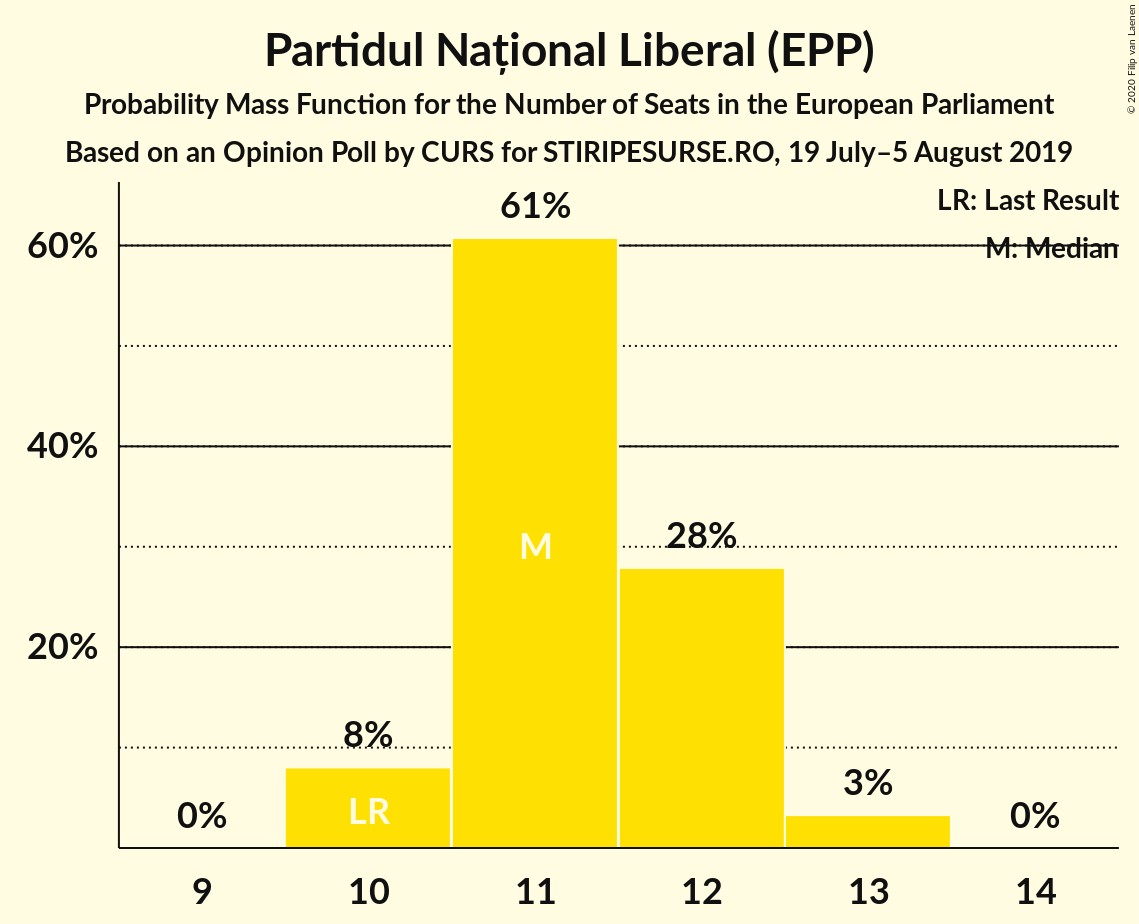 Partidul Național Liberal (EPP)
Probability Mass Function for the Number of Seats in the European Parliament
Based on an Opinion Poll by CURS for STIRIPESURSE.RO, 19 July–5 August 2019
© 2020 Filip van Laenen
LR: Last Result
M: Median
61%
60%
40%
28%
M
20%
8%
3%
LR
0%
0%
9 10 11 12 13 14